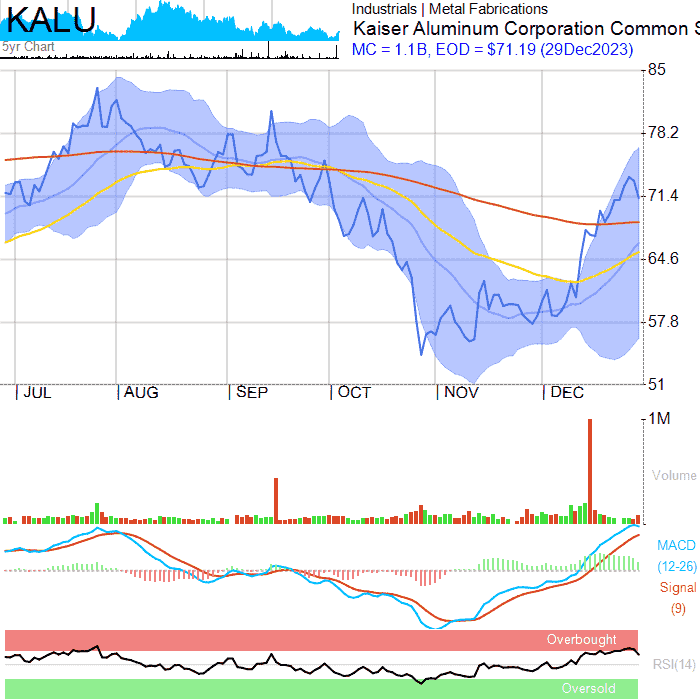 KALU
5yr Chart
Industrials | Metal Fabrications
Kaiser Aluminum Corporation Common S
MC = 1.1B, EOD = $71.19 (29Dec2023)
85
78.2
71.4
64.6
57.8
51
JUL AUG SEP OCT NOV DEC
1M
Volume
MACD
(12-26)
Signal
(9)
Overbought
RSI(14)
Oversold